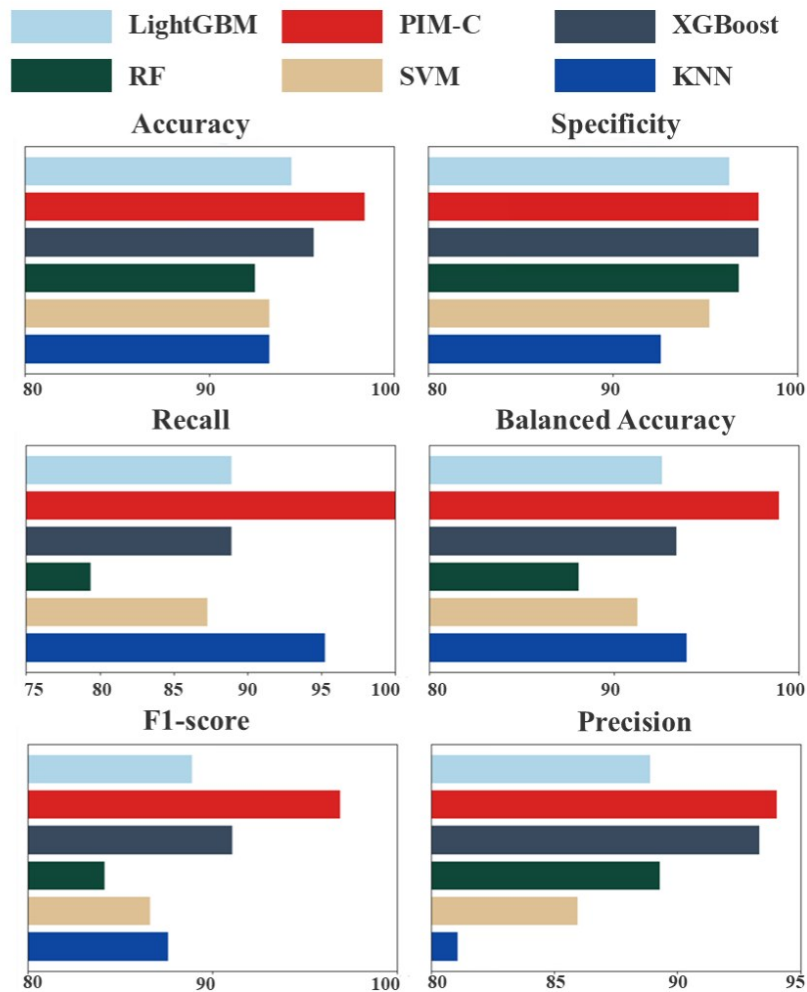 LightGBM PIM-C XGBoost
RF SVM KNN
Accuracy Specificity
80 90 100 80 90 100
Recall Balanced Accuracy
75 80 85 90 95 100 80 90 100
F1-score Precision
80 90 100 80 85 90 95